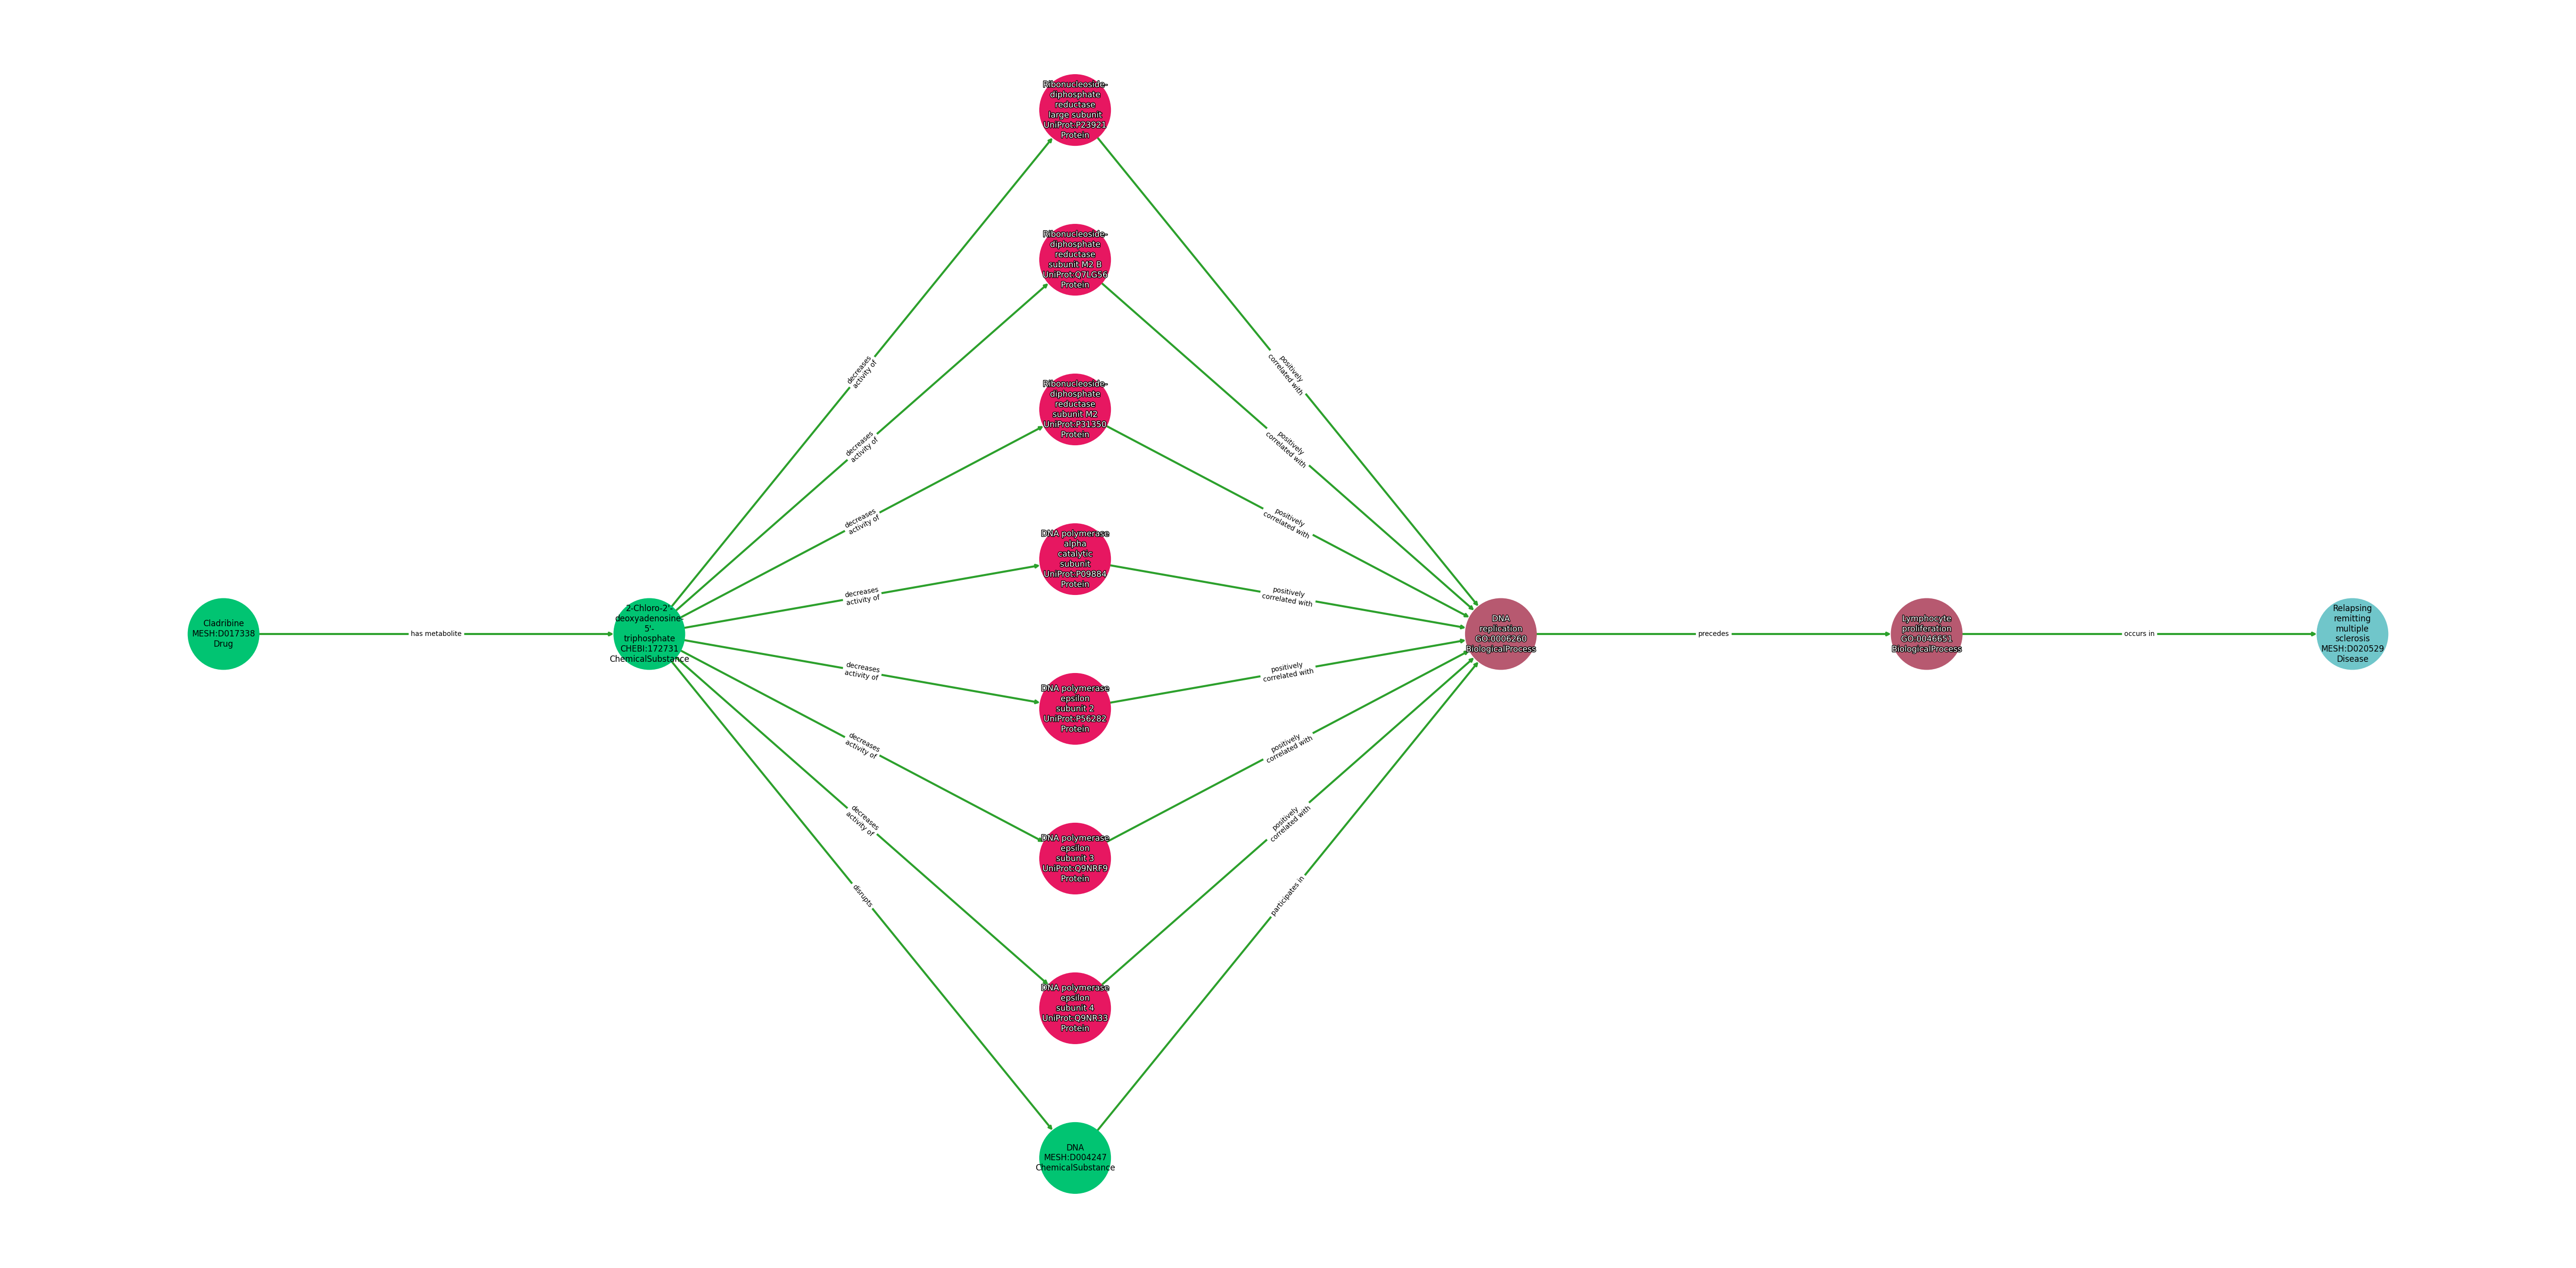 Cladribine
MESH:D017338
Drug
has metabolite
2-Chloro-2'-
deoxyadenosine-
5'-
triphosphate
CHEBI:172731
ChemicalSubstance
decreases
activity of
decreases
activity of
decreases
activity of
decreases
activity of
decreases
activity of
decreases
activity of
decreases
activity of
disrupts
Ribonucleoside-
diphosphate
reductase
large subunit
UniProt:P23921
Protein
Ribonucleoside-
diphosphate
reductase
subunit M2 B
UniProt:Q7LG56
Protein
Ribonucleoside-
diphosphate
reductase
subunit M2
UniProt:P31350
Protein
DNA polymerase
alpha
catalytic
subunit
UniProt:P09884
Protein
DNA polymerase
epsilon
subunit 2
UniProt:P56282
Protein
DNA polymerase
epsilon
subunit 3
UniProt:Q9NRF9
Protein
DNA polymerase
epsilon
subunit 4
UniProt:Q9NR33
Protein
DNA
MESH:D004247
ChemicalSubstance
positively
correlated with
positively
correlated with
positively
correlated with
positively
correlated with
positively
correlated with
positively
correlated with
positively
correlated with
participates in
DNA
replication
GO:0006260
BiologicalProcess
precedes
Lymphocyte
proliferation
GO:0046651
BiologicalProcess
occurs in
Relapsing
remitting
multiple
sclerosis
MESH:D020529
Disease